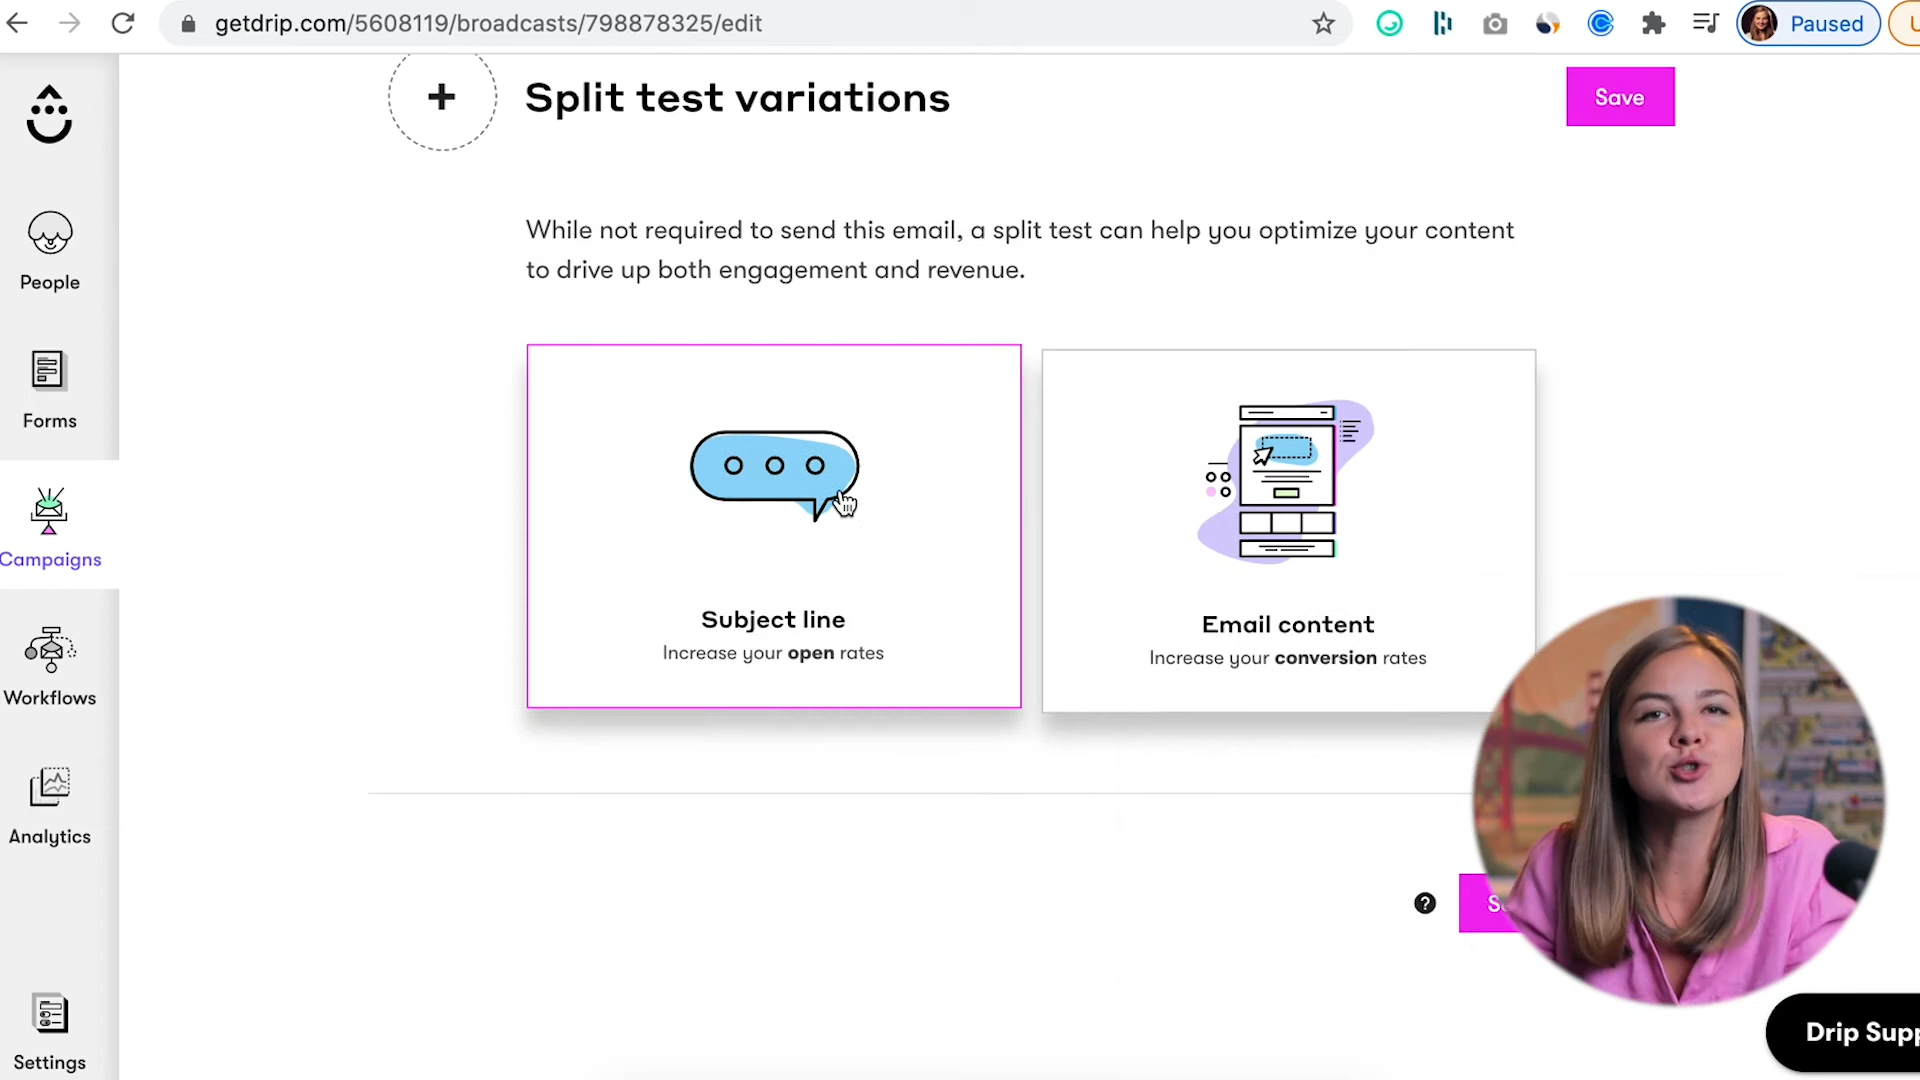 getdrip.com/5608119/broadcasts/798878325/edit
Paused
Split test variations
Save
While not required to send this email, a split test can help you optimize your content
to drive up both engagement and revenue.
People
Forms
Campaigns
Workflows
Analytics
Settings
Subject line
Increase your open rates
Email content
Increase your conversion rates
?
Drip